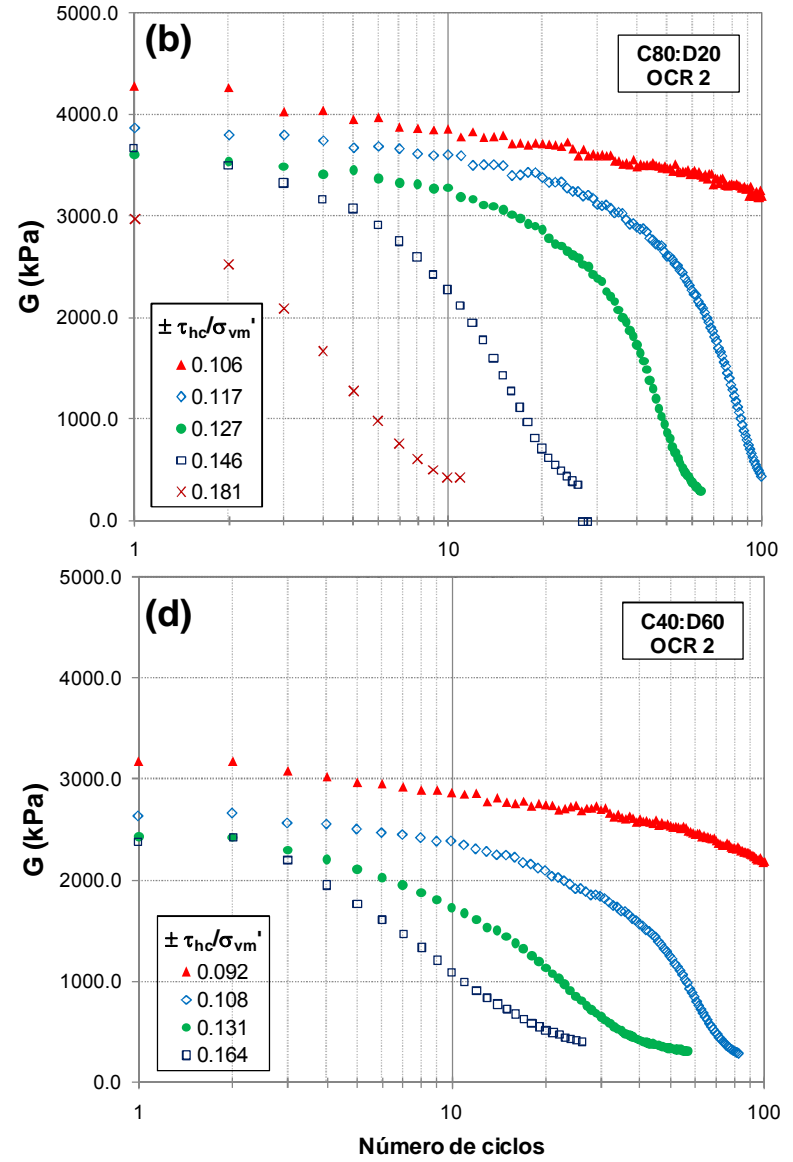 (b)
C80:D20
OCR 2
5000.0
4000.0
3000.0
2000.0
1000.0
0.0
G (kPa)
± τhc/σvm'
0.106
0.117
0.127
0.146
0.181
1
10
100
(d)
C40:D60
OCR 2
5000.0
4000.0
3000.0
2000.0
1000.0
0.0
G (kPa)
± τhc/σvm'
0.092
0.108
0.131
0.164
1
10
100
Número de ciclos